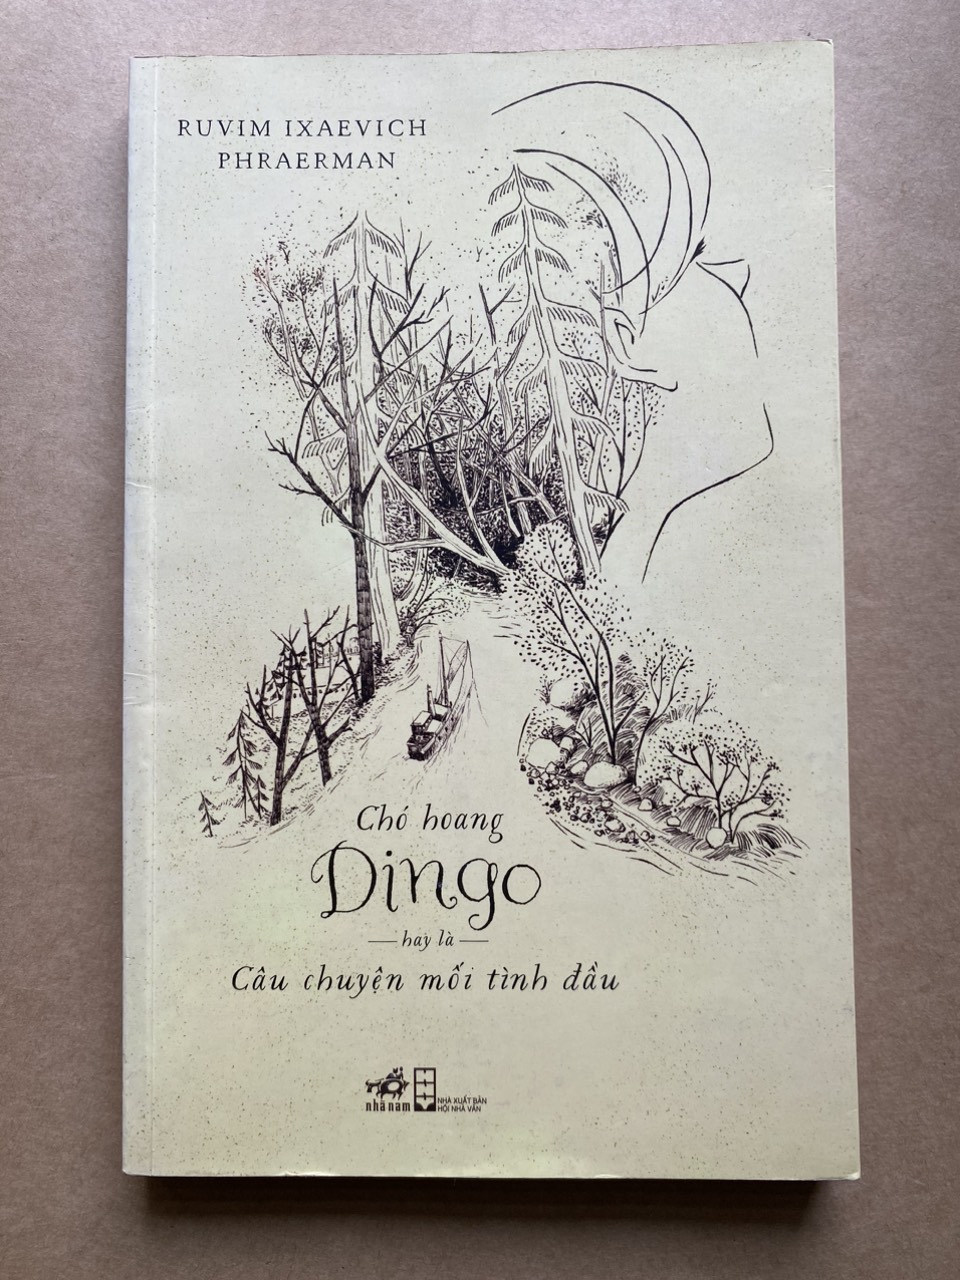 RUVIM IXAEVICH
PHRAERMAN
Chó hoang
Dingo
— hay là —
Câu chuyện mối tình đầu
nhã nam
NHÀ XUẤT BẢN
HỘI NHÀ VĂN